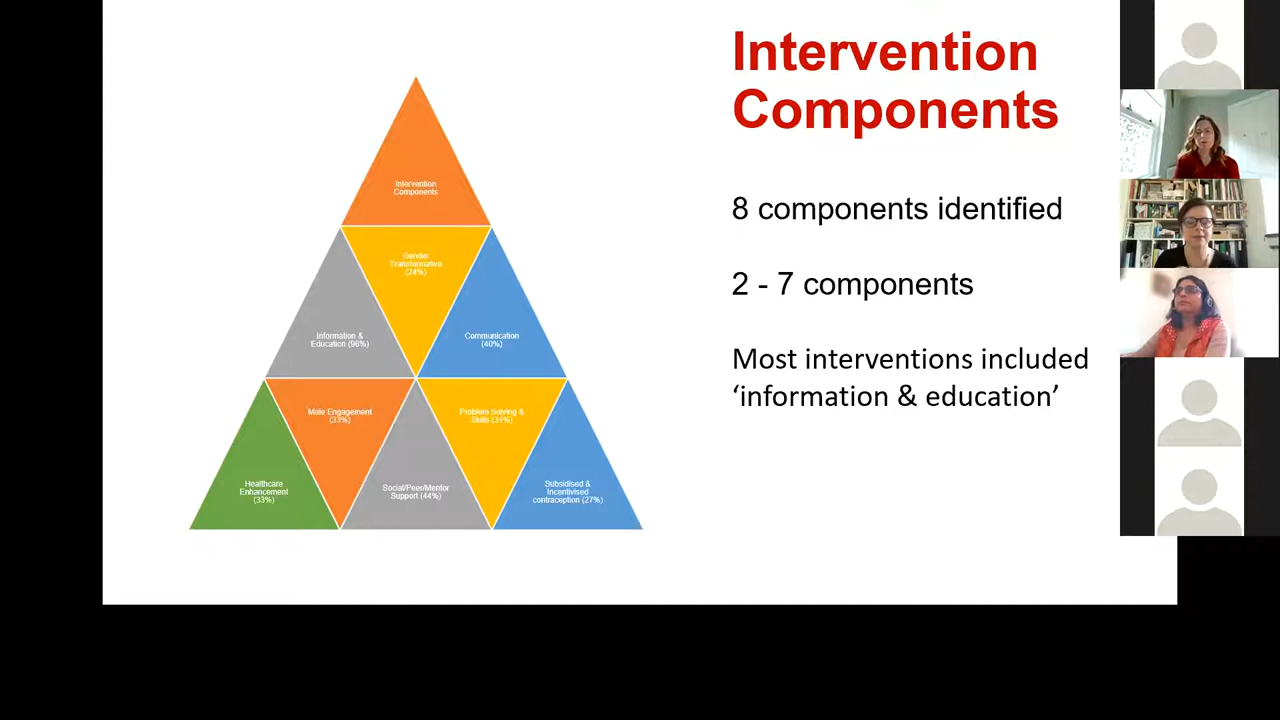 Intervention
Components
8 components identified
2 - 7 components
Most interventions included
‘information & education’
Intervention
Components
Gender
Transformative
(24%)
Information &
Education (96%)
Communication
(40%)
Male Engagement
(33%)
Problem Solving &
Skills (31%)
Healthcare
Enhancement
(33%)
Social/Peer/Mentor
Support (44%)
Subsidised &
Incentivised
contraception (27%)